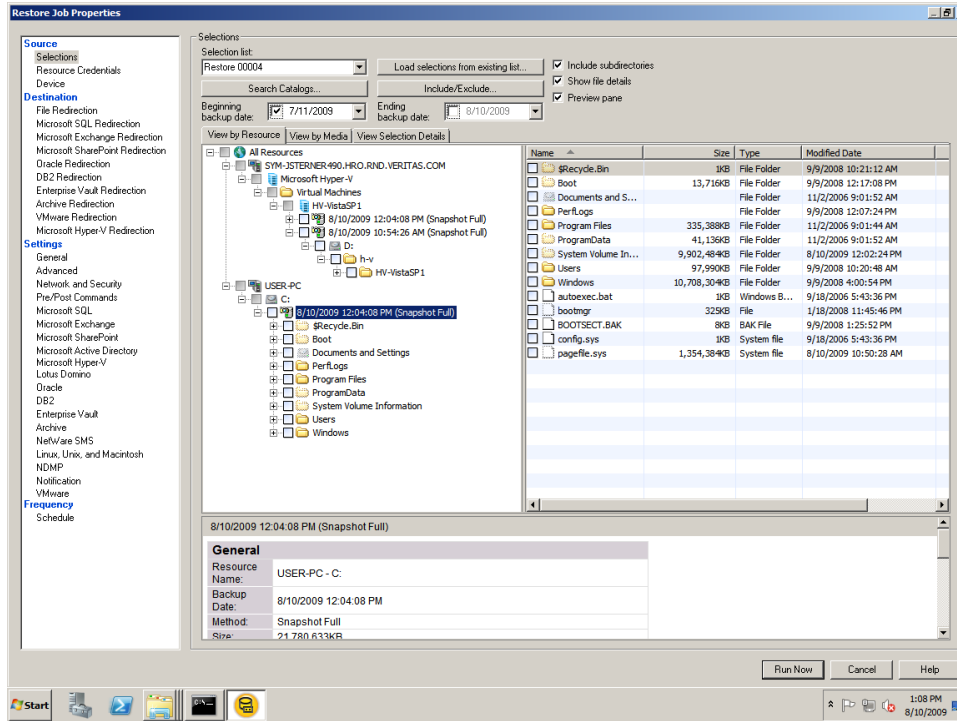 Restore Job Properties
Source
Selections
Resource Credentials
Device
Destination
File Redirection
Microsoft SQL Redirection
Microsoft Exchange Redirection
Microsoft SharePoint Redirection
Oracle Redirection
DB2 Redirection
Enterprise Vault Redirection
Archive Redirection
VMware Redirection
Microsoft Hyper-V Redirection
Settings
General
Advanced
Network and Security
Pre/Post Commands
Microsoft SQL
Microsoft Exchange
Microsoft SharePoint
Microsoft Active Directory
Microsoft Hyper-V
Lotus Domino
Oracle
DB2
Enterprise Vault
Archive
NetWare SMS
Linux, Unix, and Macintosh
NDMP
Notification
VMware
Frequency
Schedule
Selections
Selection list:
Restore 00004
Load selections from existing list...
Search Catalogs...
Include/Exclude...
Include subdirectories
Show file details
Preview pane
Beginning backup date:
7/11/2009
Ending backup date:
8/10/2009
View by Resource
View by Media
View Selection Details
All Resources
SYM-JSTERNER490.HRO.RND.VERITAS.COM
Microsoft Hyper-V
Virtual Machines
HV-VistaSP1
8/10/2009 12:04:08 PM (Snapshot Full)
8/10/2009 10:54:26 AM (Snapshot Full)
D:
h-v
HV-VistaSP1
USER-PC
C:
8/10/2009 12:04:08 PM (Snapshot Full)
$Recycle.Bin
Boot
Documents and Settings
PerfLogs
Program Files
ProgramData
System Volume Information
Users
Windows
Name Size Type Modified Date
$Recycle.Bin 1KB File Folder 9/9/2008 10:21:12 AM
Boot 13,716KB File Folder 9/9/2008 12:17:08 PM
Documents and S... File Folder 11/2/2006 9:01:52 AM
PerfLogs File Folder 9/9/2008 12:07:24 PM
Program Files 335,388KB File Folder 11/2/2006 9:01:44 AM
ProgramData 41,136KB File Folder 11/2/2006 9:01:52 AM
System Volume In... 9,902,484KB File Folder 8/10/2009 12:02:24 PM
Users 97,990KB File Folder 9/9/2008 10:20:48 AM
Windows 10,708,304KB File Folder 9/9/2008 4:00:54 PM
autoexec.bat 1KB Windows B... 9/18/2006 5:43:36 PM
bootmgr 325KB File 1/18/2008 11:45:46 PM
BOOTSECT.BAK 8KB BAK File 9/9/2008 1:25:52 PM
config.sys 1KB System file 9/18/2006 5:43:36 PM
pagefile.sys 1,354,384KB System file 8/10/2009 10:50:28 AM
8/10/2009 12:04:08 PM (Snapshot Full)
General
Resource Name: USER-PC - C:
Backup Date: 8/10/2009 12:04:08 PM
Method: Snapshot Full
Size: 21,780,633KB
Run Now
Cancel
Help
Start
C:\
1:08 PM
8/10/2009